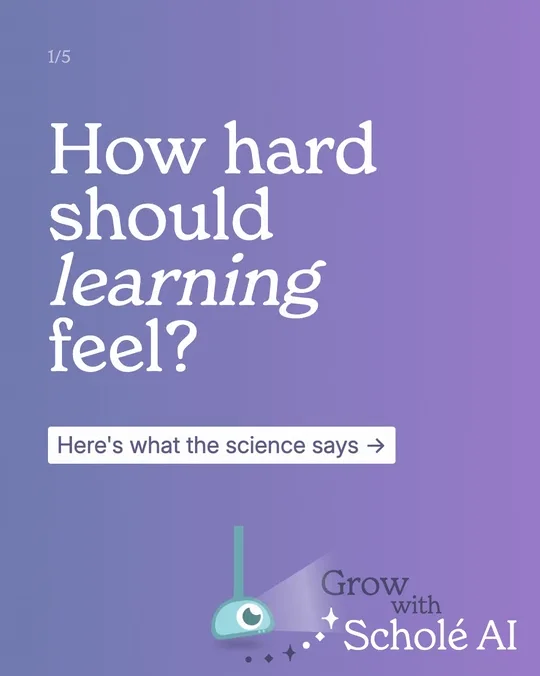 1/5
How hard
should
learning
feel?
Here's what the science says →
Grow
with
Scholé AI